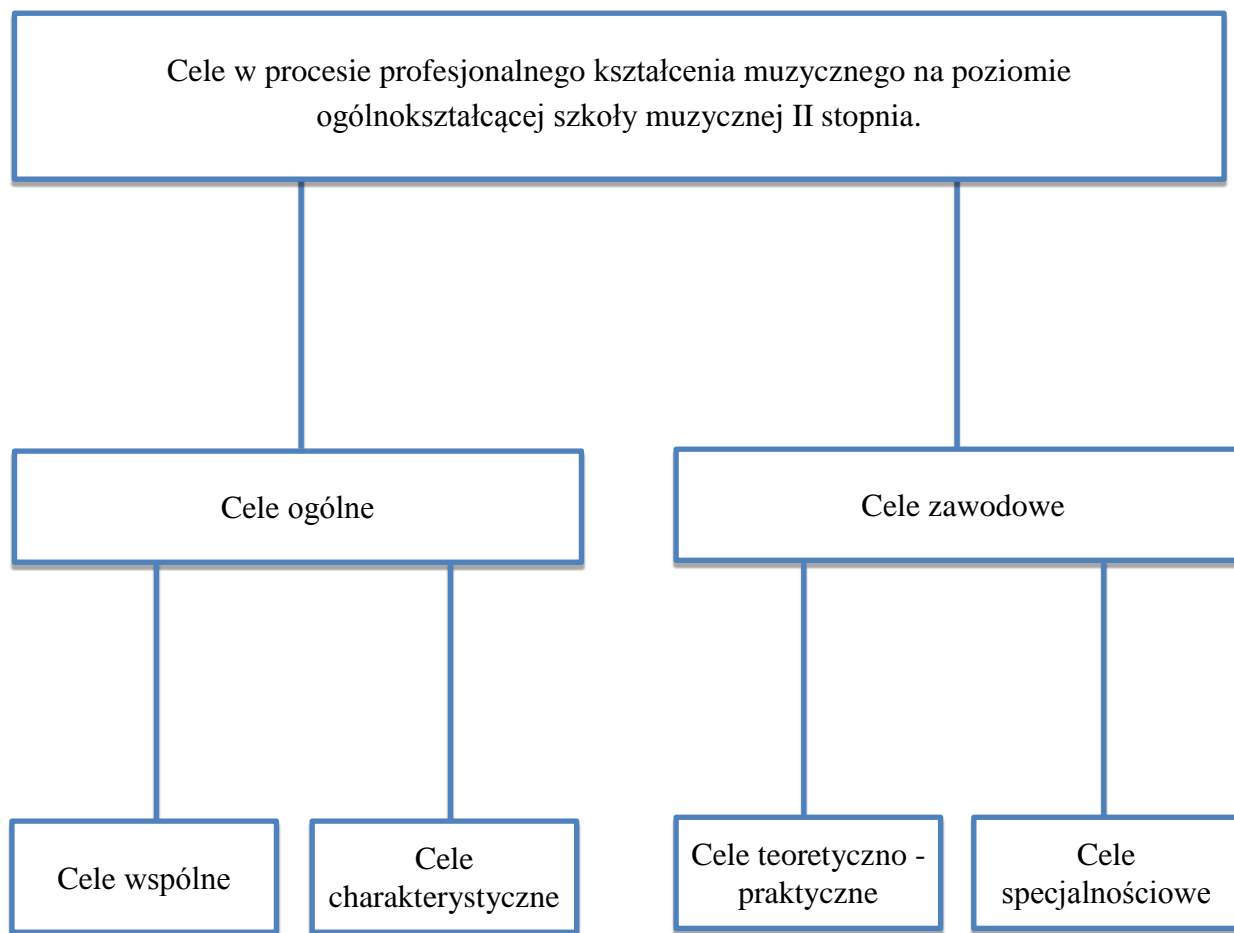 Cele w procesie profesjonalnego kształcenia muzycznego na poziomie
ogólnokształcącej szkoły muzycznej II stopnia.
Cele ogólne
Cele zawodowe
Cele wspólne
Cele
charakterystyczne
Cele teoretyczno -
praktyczne
Cele
specjalnościowe